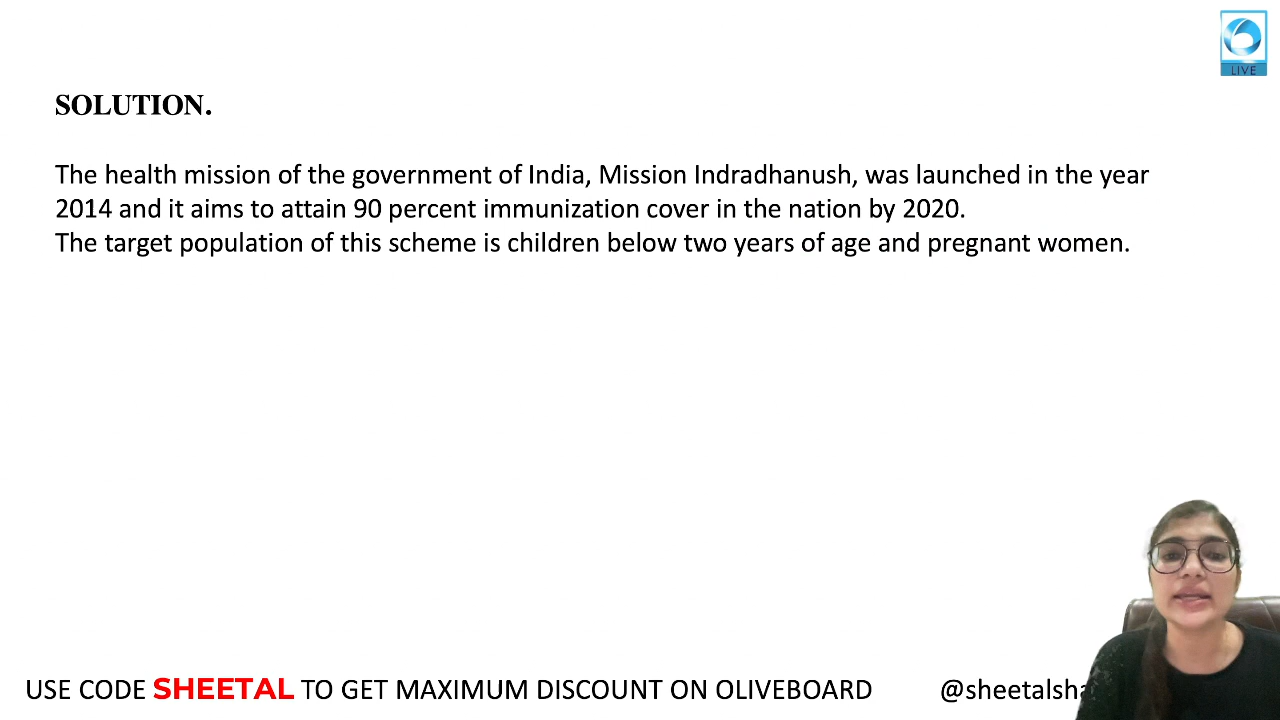 LIVE
SOLUTION.
The health mission of the government of India, Mission Indradhanush, was launched in the year
2014 and it aims to attain 90 percent immunization cover in the nation by 2020.
The target population of this scheme is children below two years of age and pregnant women.
USE CODE SHEETAL TO GET MAXIMUM DISCOUNT ON OLIVEBOARD